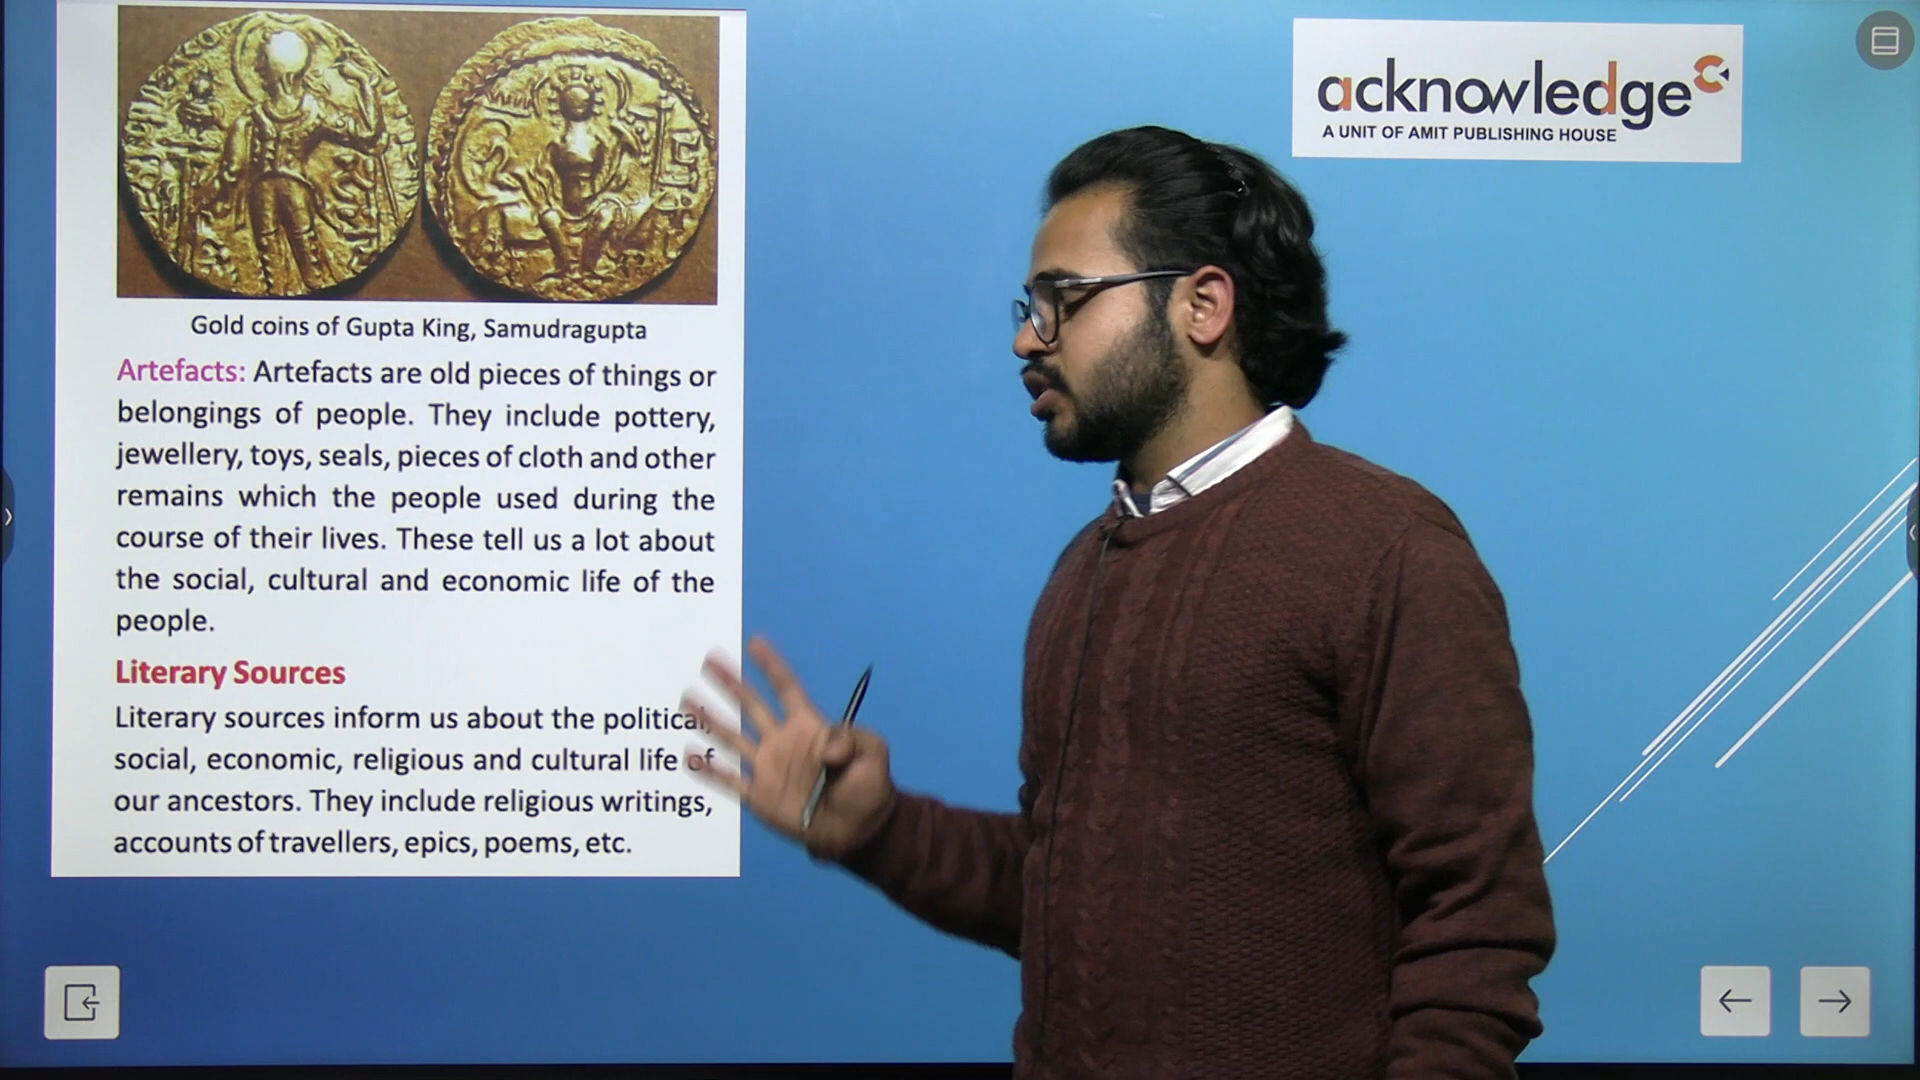 acknowledge
A UNIT OF AMIT PUBLISHING HOUSE
Gold coins of Gupta King, Samudragupta
Artefacts: Artefacts are old pieces of things or
belongings of people. They include pottery,
jewellery, toys, seals, pieces of cloth and other
remains which the people used during the
course of their lives. These tell us a lot about
the social, cultural and economic life of the
people.
Literary Sources
Literary sources inform us about the political,
social, economic, religious and cultural life of
our ancestors. They include religious writings,
accounts of travellers, epics, poems, etc.